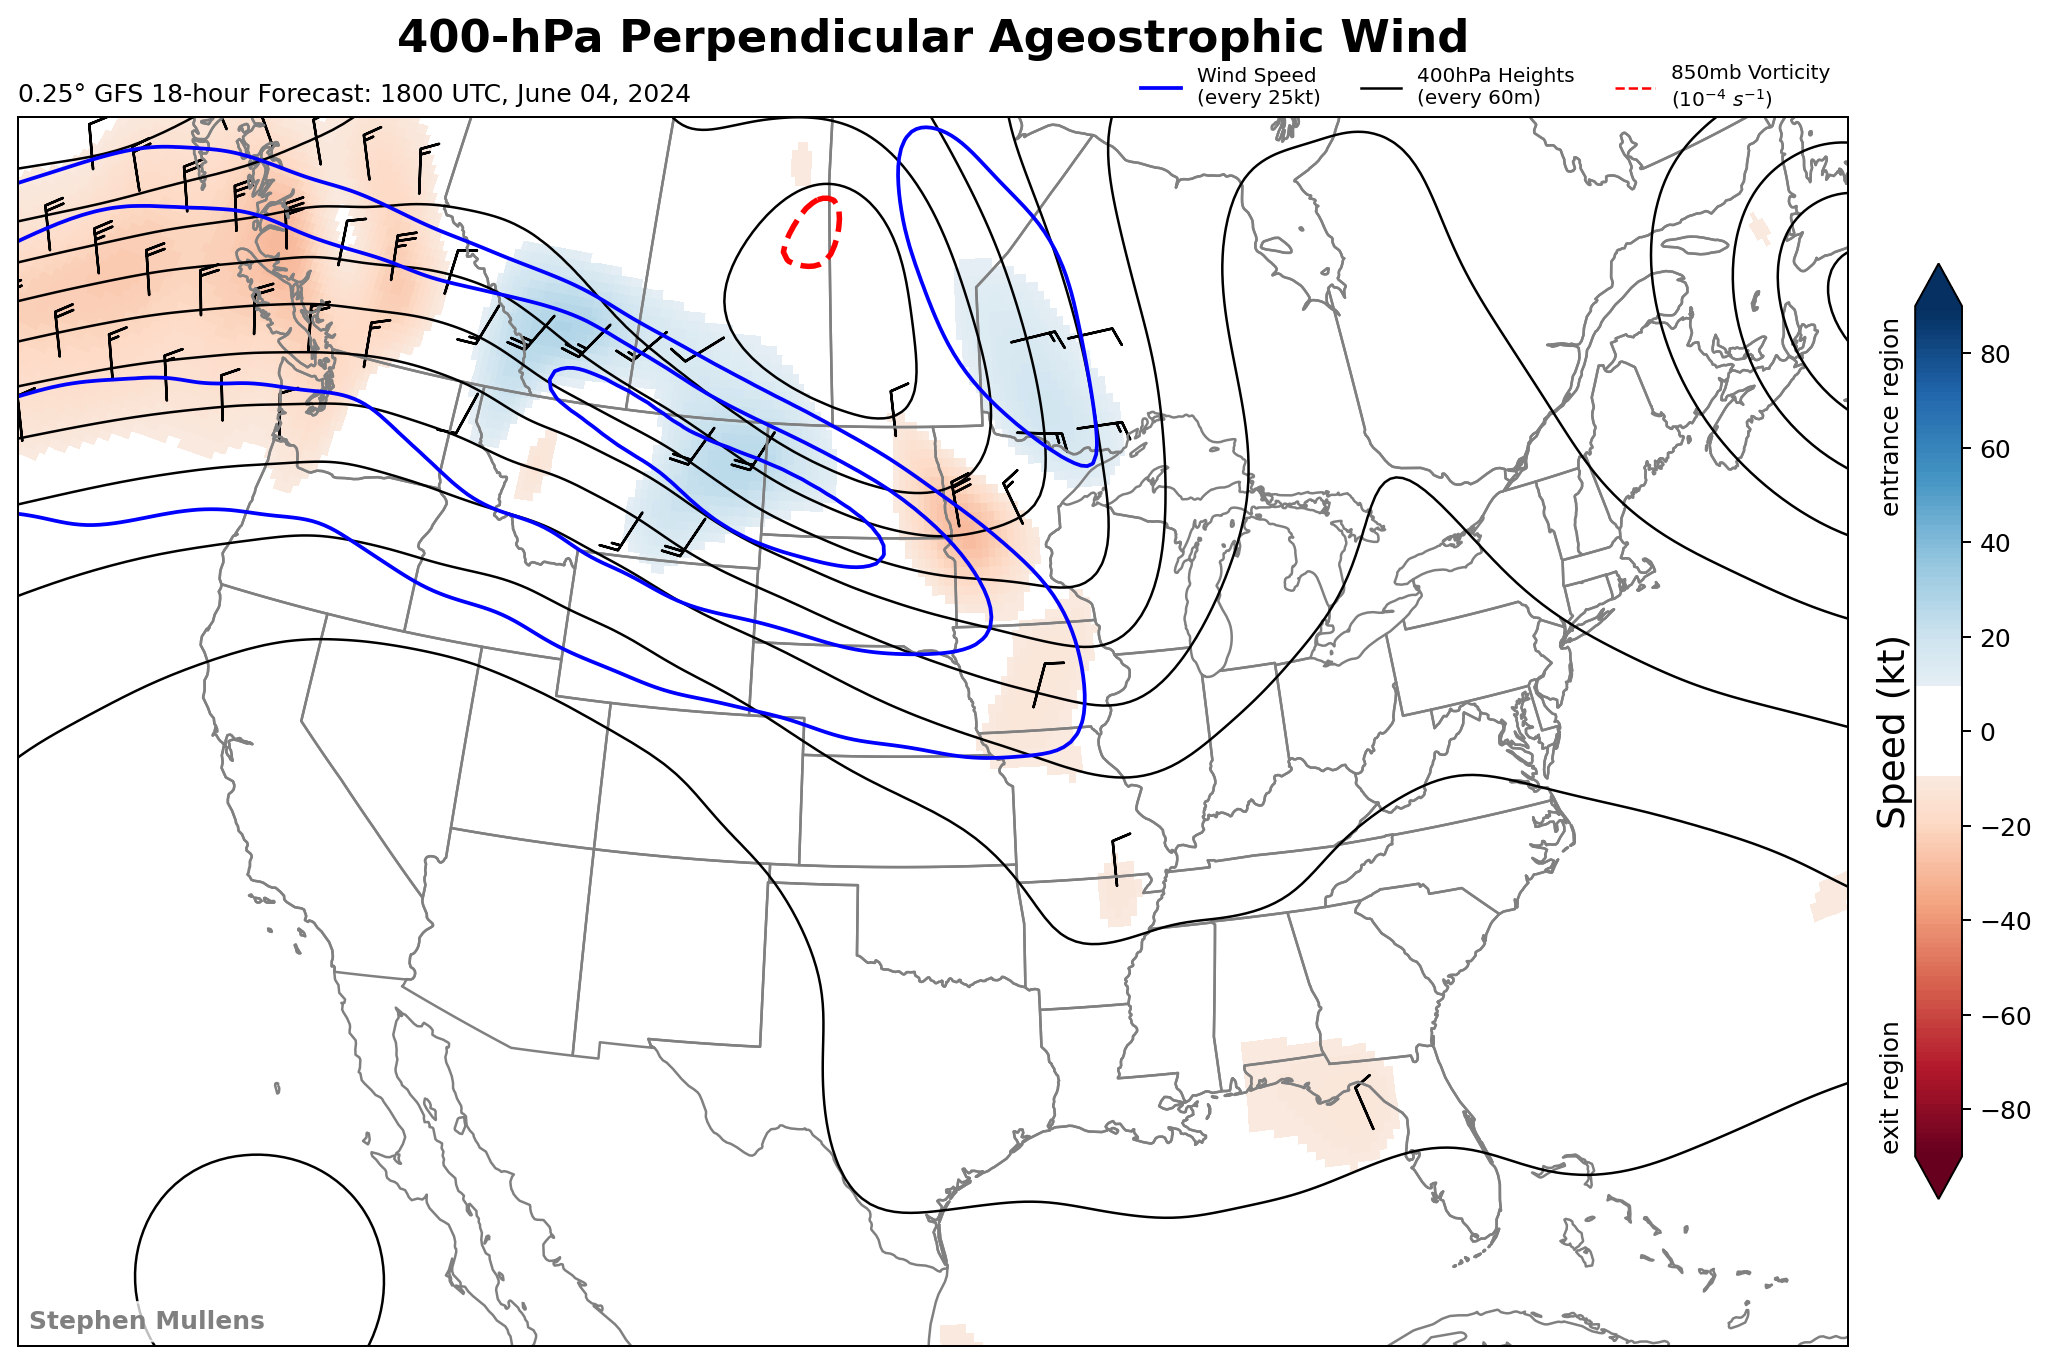 400-hPa Perpendicular Ageostrophic Wind
0.25° GFS 18-hour Forecast: 1800 UTC, June 04, 2024
Wind Speed
(every 25kt)
400hPa Heights
(every 60m)
850mb Vorticity
(10⁻⁴ s⁻¹)
entrance region
Speed (kt)
exit region
80
60
40
20
0
−20
−40
−60
−80
Stephen Mullens